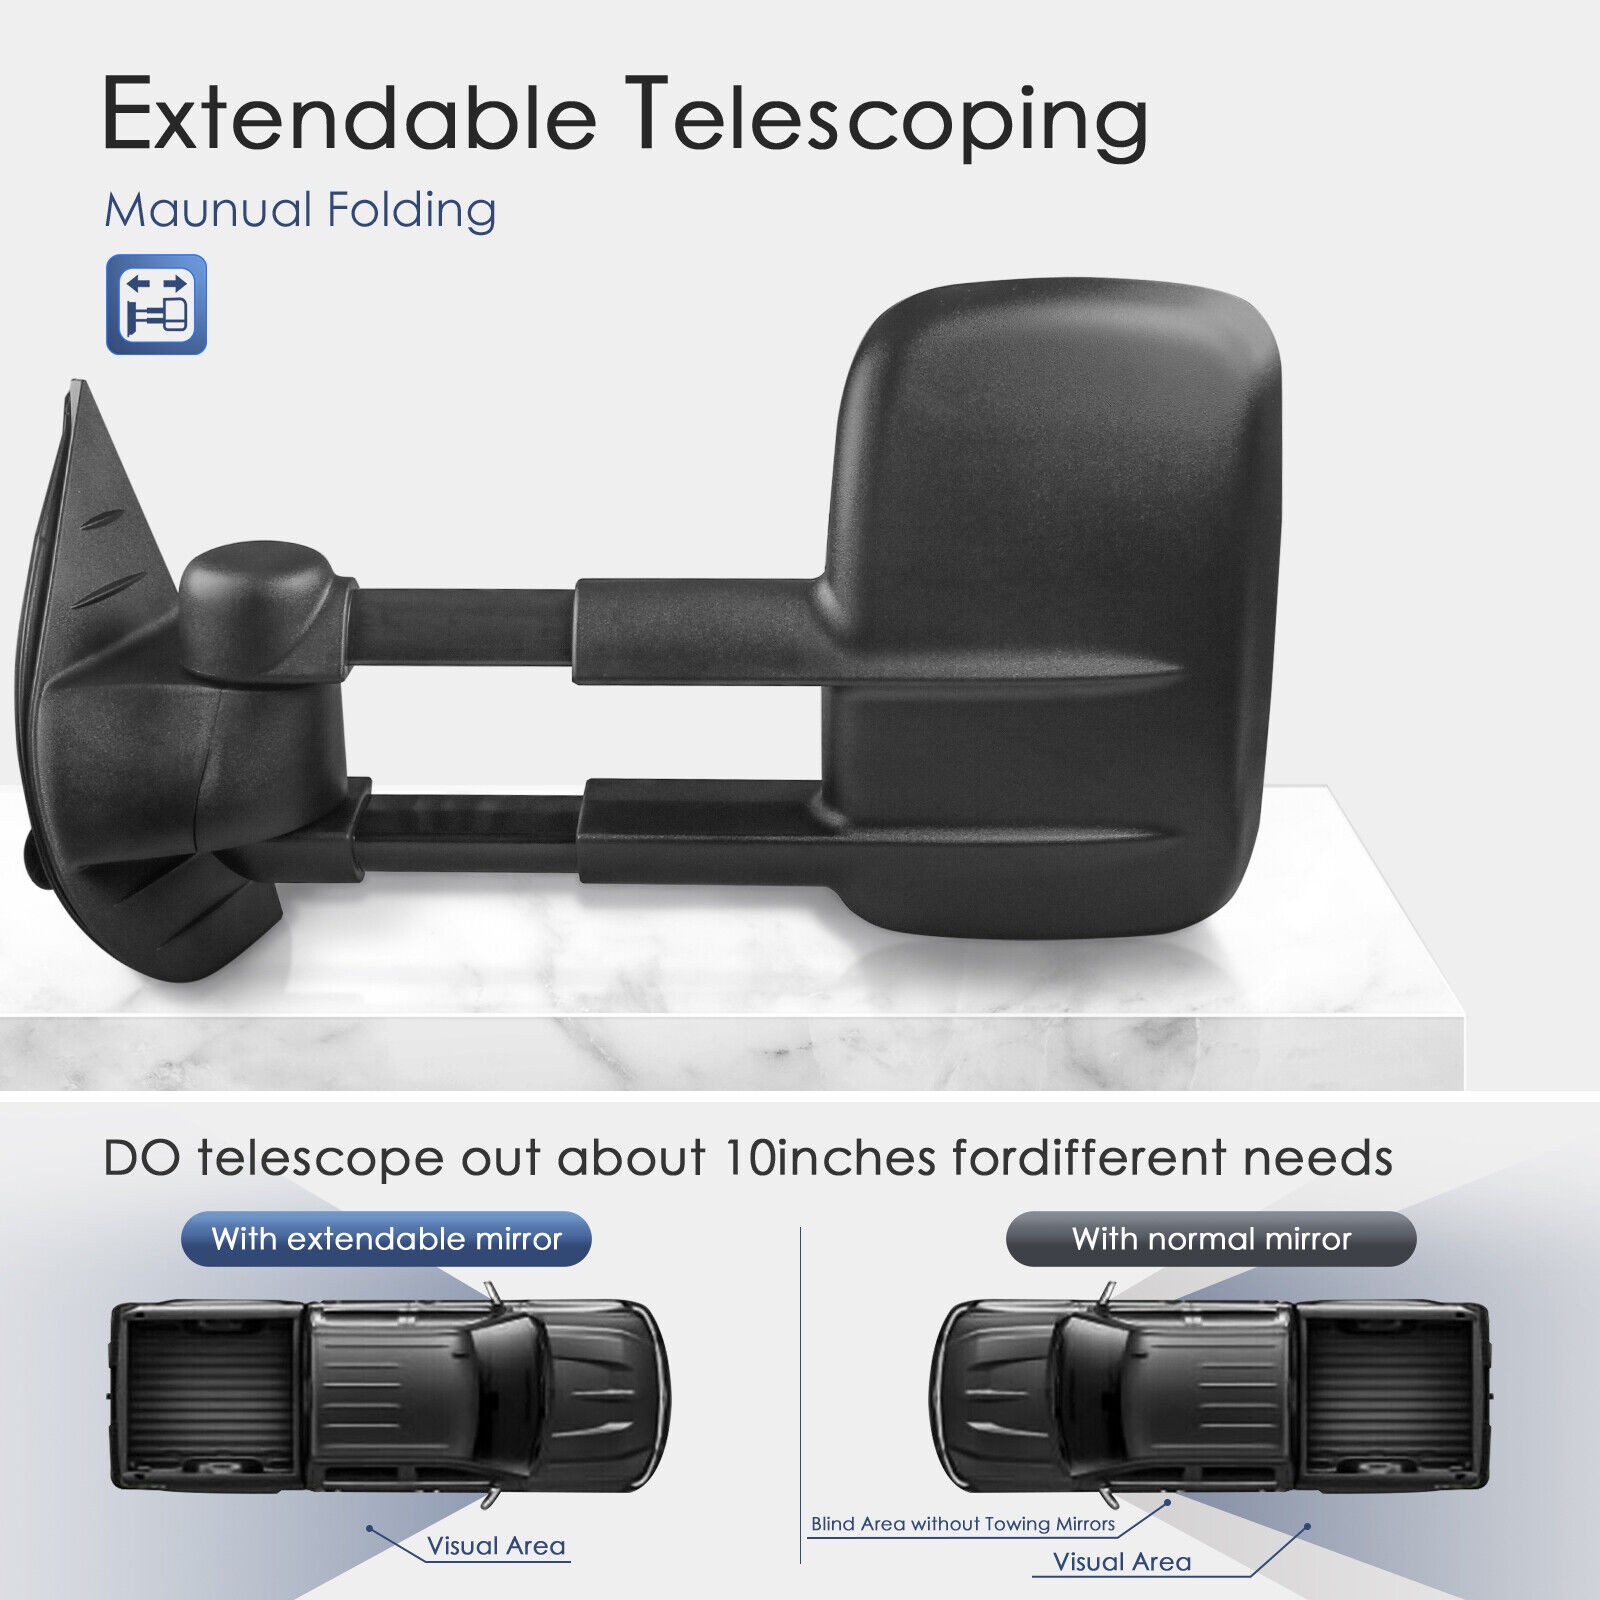 Extendable Telescoping
Maunual Folding
DO telescope out about 10inches fordifferent needs
With extendable mirror
With normal mirror
Blind Area without Towing Mirrors
Visual Area
Visual Area